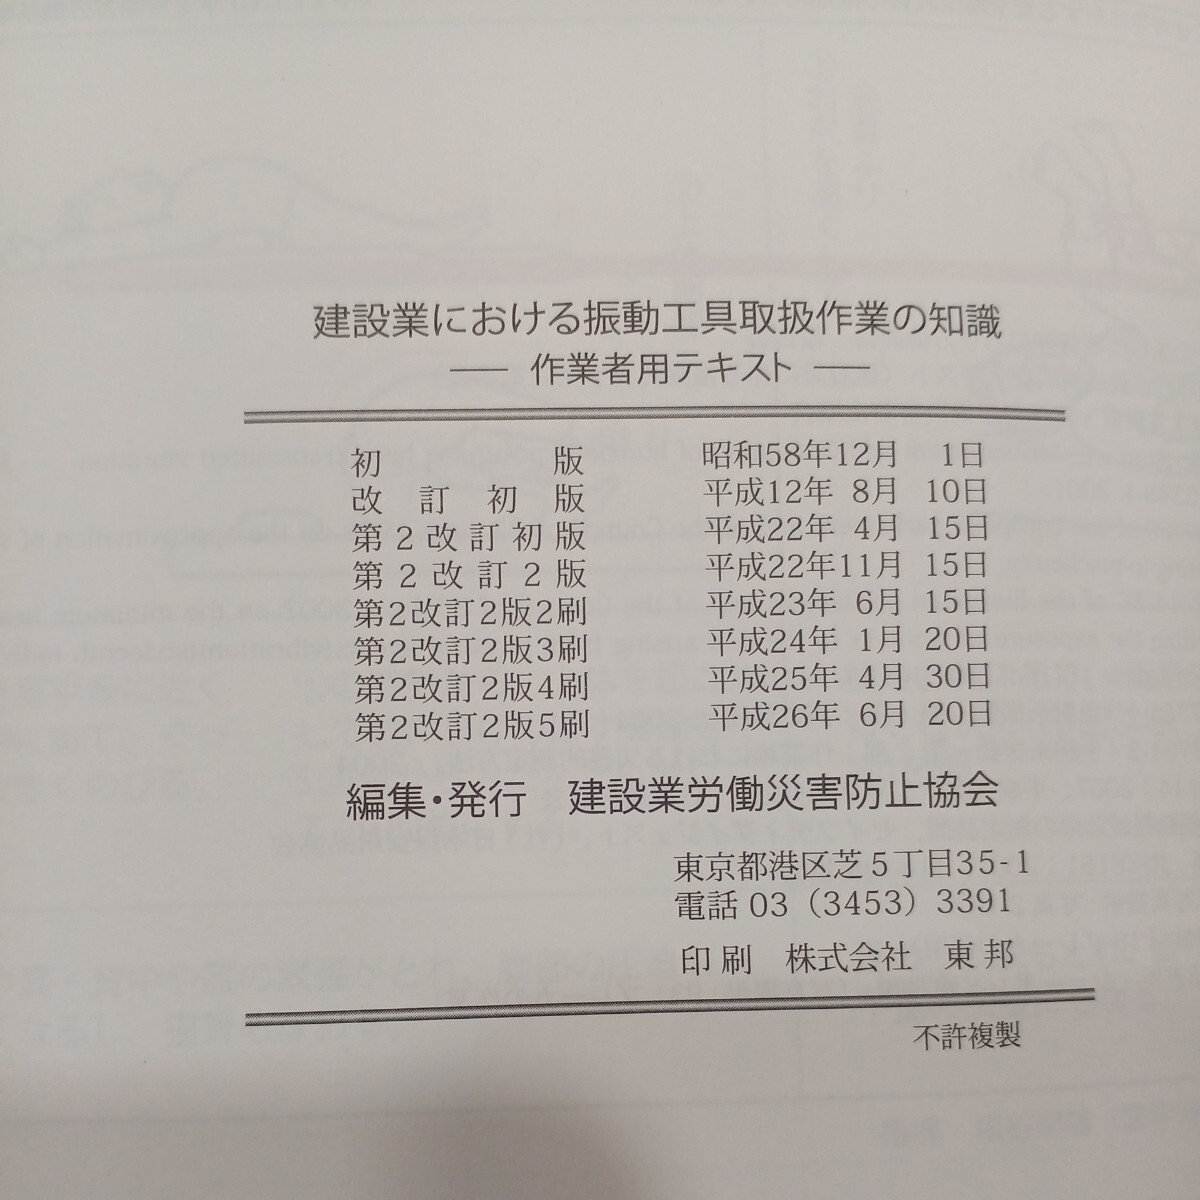 建設業における振動工具取扱作業の知識
― 作業者用テキスト ―
初版 昭和58年12月 1日
改訂初版 平成12年 8月 10日
第2改訂初版 平成22年 4月 15日
第2改訂2版 平成22年11月 15日
第2改訂2版2刷 平成23年 6月 15日
第2改訂2版3刷 平成24年 1月 20日
第2改訂2版4刷 平成25年 4月 30日
第2改訂2版5刷 平成26年 6月 20日
編集・発行 建設業労働災害防止協会
東京都港区芝5丁目35-1
電話 03（3453）3391
印刷 株式会社 東邦
不許複製